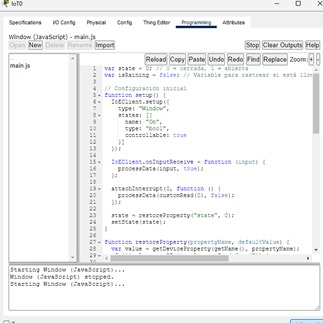 IoT0
Specifications I/O Config Physical Config Thing Editor Programming Attributes
Window (JavaScript) - main.js
Open New Delete Rename Import Stop Clear Outputs Help
main.js
Reload Copy Paste Undo Redo Find Replace Zoom: + -
1 var state = 0; // 0 = cerrada, 1 = abierta
2 var isRaining = false; // Variable para rastrear si está
3
4 // Configuración inicial
5 function setup() {
6 IoEClient.setup({
7 type: "Window",
8 states: [{
9 name: "On",
10 type: "bool",
11 controllable: true
12 }]
13 });
14
15 IoEClient.onInputReceive = function (input) {
16 processData(input, true);
17 };
18
19 attachInterrupt(0, function () {
20 processData(customRead(0), false);
21 });
22
23 state = restoreProperty("state", 0);
24 setState(state);
25 }
26
27 function restoreProperty(propertyName, defaultValue) {
28 var value = getDeviceProperty(getName(), propertyName);
29
Starting Window (JavaScript)...
Window (JavaScript) stopped.
Starting Window (JavaScript)...